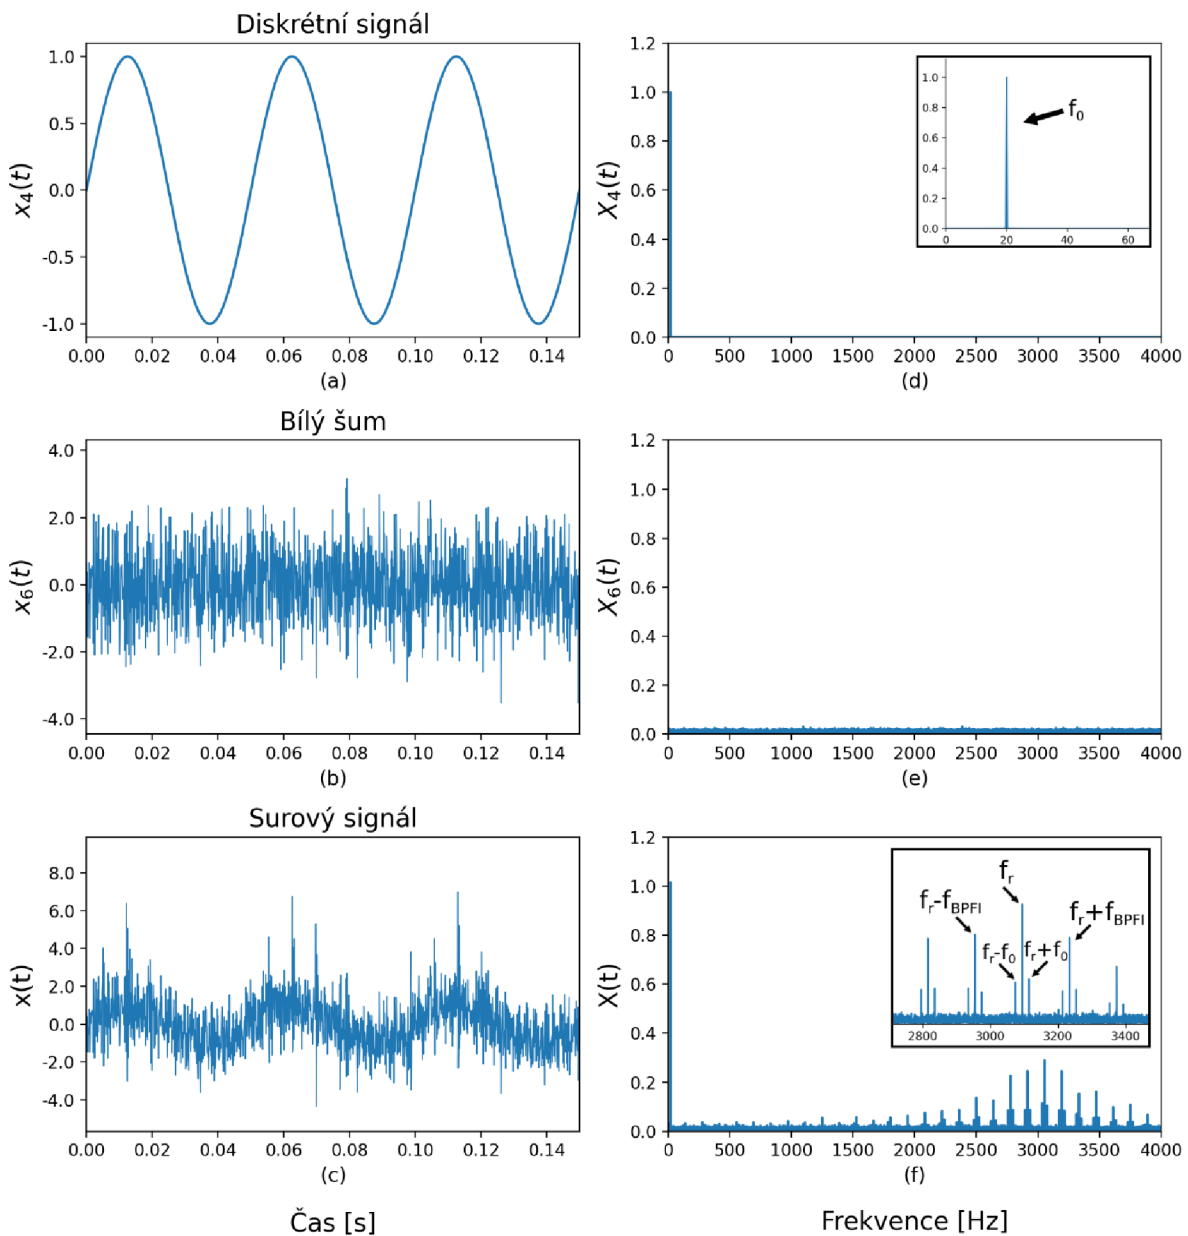 Diskrétní signál
x₄(t)
1.0
0.5
0.0
-0.5
-1.0
0.00 0.02 0.04 0.06 0.08 0.10 0.12 0.14
(a)
X₄(t)
1.2
1.0
0.8
0.6
0.4
0.2
0.0
0 500 1000 1500 2000 2500 3000 3500 4000
(d)
1.0
0.8
0.6
0.4
0.2
0.0
0 20 40 60
f₀
Bílý šum
x₆(t)
4.0
2.0
0.0
-2.0
-4.0
0.00 0.02 0.04 0.06 0.08 0.10 0.12 0.14
(b)
X₆(t)
1.2
1.0
0.8
0.6
0.4
0.2
0.0
0 500 1000 1500 2000 2500 3000 3500 4000
(e)
Surový signál
x(t)
8.0
6.0
4.0
2.0
0.0
-2.0
-4.0
0.00 0.02 0.04 0.06 0.08 0.10 0.12 0.14
(c)
X(t)
1.2
1.0
0.8
0.6
0.4
0.2
0.0
0 500 1000 1500 2000 2500 3000 3500 4000
(f)
fr
fr-fBPFI
fr+fBPFI
fr-f₀
fr+f₀
2800 3000 3200 3400
Čas [s]
Frekvence [Hz]